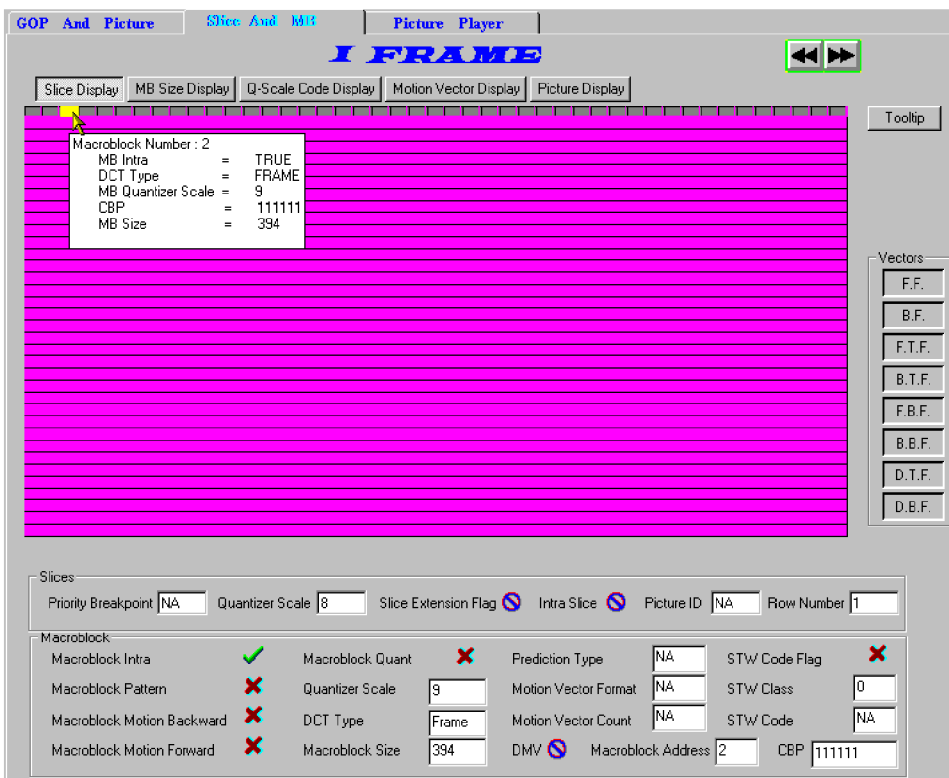 GOP And Picture Slice And MB Picture Player
I FRAME
Slice Display MB Size Display Q-Scale Code Display Motion Vector Display Picture Display
Tooltip
Macroblock Number : 2
MB Intra = TRUE
DCT Type = FRAME
MB Quantizer Scale = 9
CBP = 111111
MB Size = 394
Vectors
F.F.
B.F.
F.T.F.
B.T.F.
F.B.F.
B.B.F.
D.T.F.
D.B.F.
Slices
Priority Breakpoint NA Quantizer Scale 8 Slice Extension Flag Intra Slice Picture ID NA Row Number 1
Macroblock
Macroblock Intra Macroblock Quant Prediction Type NA STW Code Flag
Macroblock Pattern Quantizer Scale 9 Motion Vector Format NA STW Class 0
Macroblock Motion Backward DCT Type Frame Motion Vector Count NA STW Code NA
Macroblock Motion Forward Macroblock Size 394 DMV Macroblock Address 2 CBP 111111